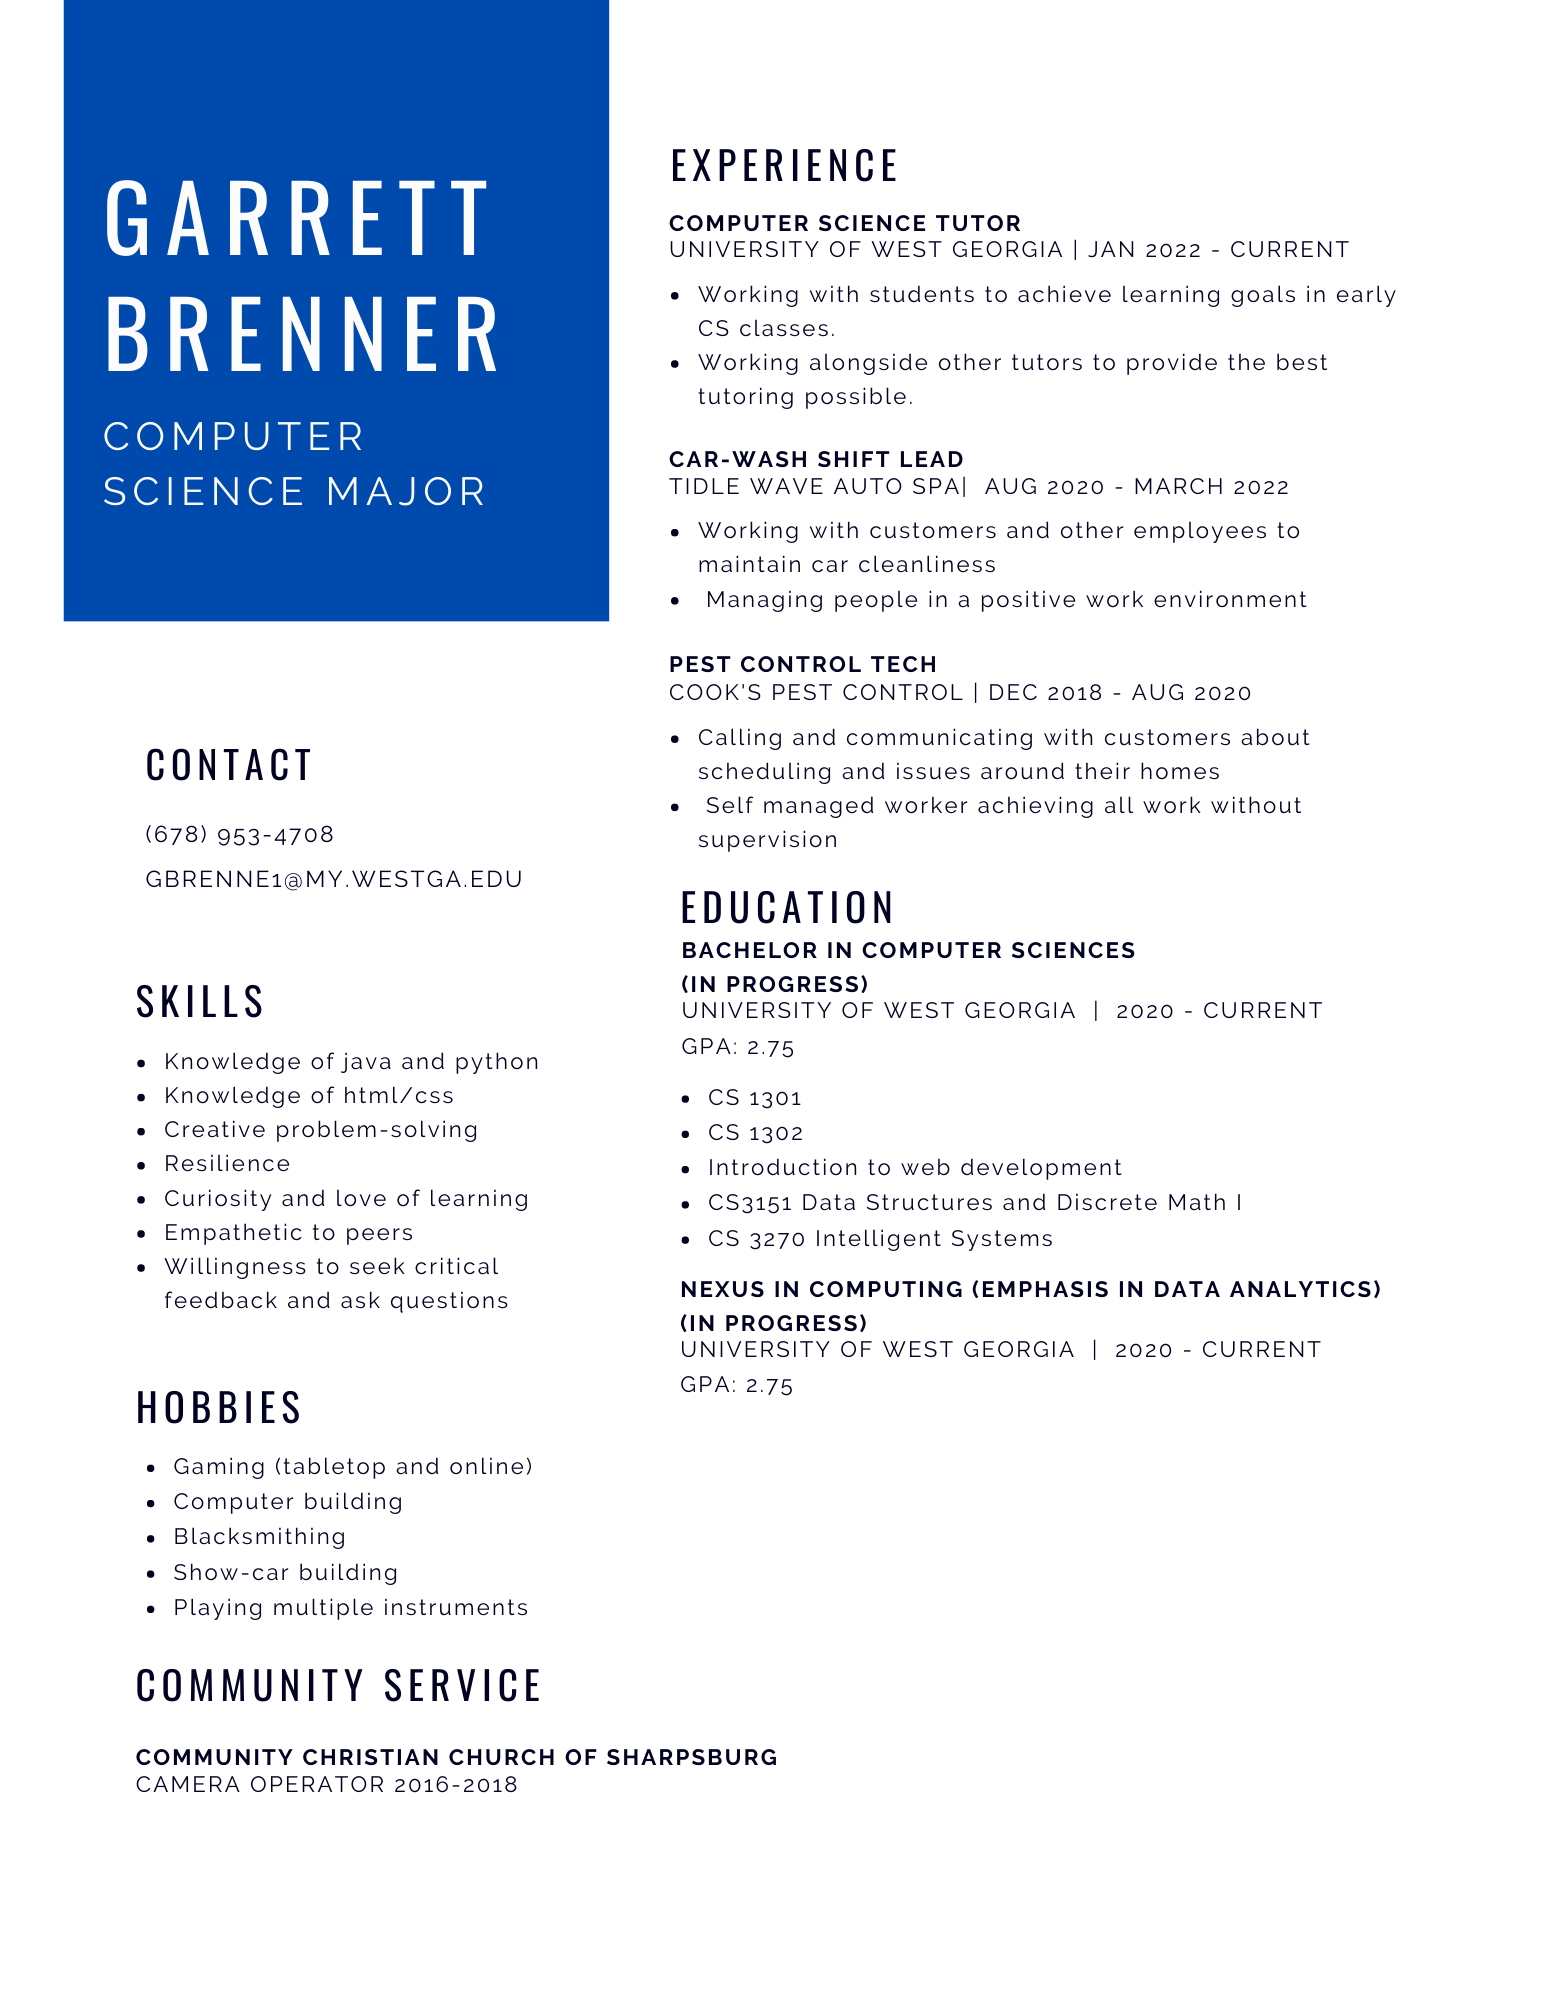 GARRETT
BRENNER
COMPUTER
SCIENCE MAJOR
CONTACT
(678) 953-4708
GBRENNE1@MY.WESTGA.EDU
SKILLS
• Knowledge of java and python
• Knowledge of html/css
• Creative problem-solving
• Resilience
• Curiosity and love of learning
• Empathetic to peers
• Willingness to seek critical
feedback and ask questions
HOBBIES
• Gaming (tabletop and online)
• Computer building
• Blacksmithing
• Show-car building
• Playing multiple instruments
COMMUNITY SERVICE
COMMUNITY CHRISTIAN CHURCH OF SHARPSBURG
CAMERA OPERATOR 2016-2018
EXPERIENCE
COMPUTER SCIENCE TUTOR
UNIVERSITY OF WEST GEORGIA | JAN 2022 - CURRENT
• Working with students to achieve learning goals in early
CS classes.
• Working alongside other tutors to provide the best
tutoring possible.
CAR-WASH SHIFT LEAD
TIDLE WAVE AUTO SPA| AUG 2020 - MARCH 2022
• Working with customers and other employees to
maintain car cleanliness
• Managing people in a positive work environment
PEST CONTROL TECH
COOK'S PEST CONTROL | DEC 2018 - AUG 2020
• Calling and communicating with customers about
scheduling and issues around their homes
• Self managed worker achieving all work without
supervision
EDUCATION
BACHELOR IN COMPUTER SCIENCES
(IN PROGRESS)
UNIVERSITY OF WEST GEORGIA | 2020 - CURRENT
GPA: 2.75
• CS 1301
• CS 1302
• Introduction to web development
• CS3151 Data Structures and Discrete Math I
• CS 3270 Intelligent Systems
NEXUS IN COMPUTING (EMPHASIS IN DATA ANALYTICS)
(IN PROGRESS)
UNIVERSITY OF WEST GEORGIA | 2020 - CURRENT
GPA: 2.75